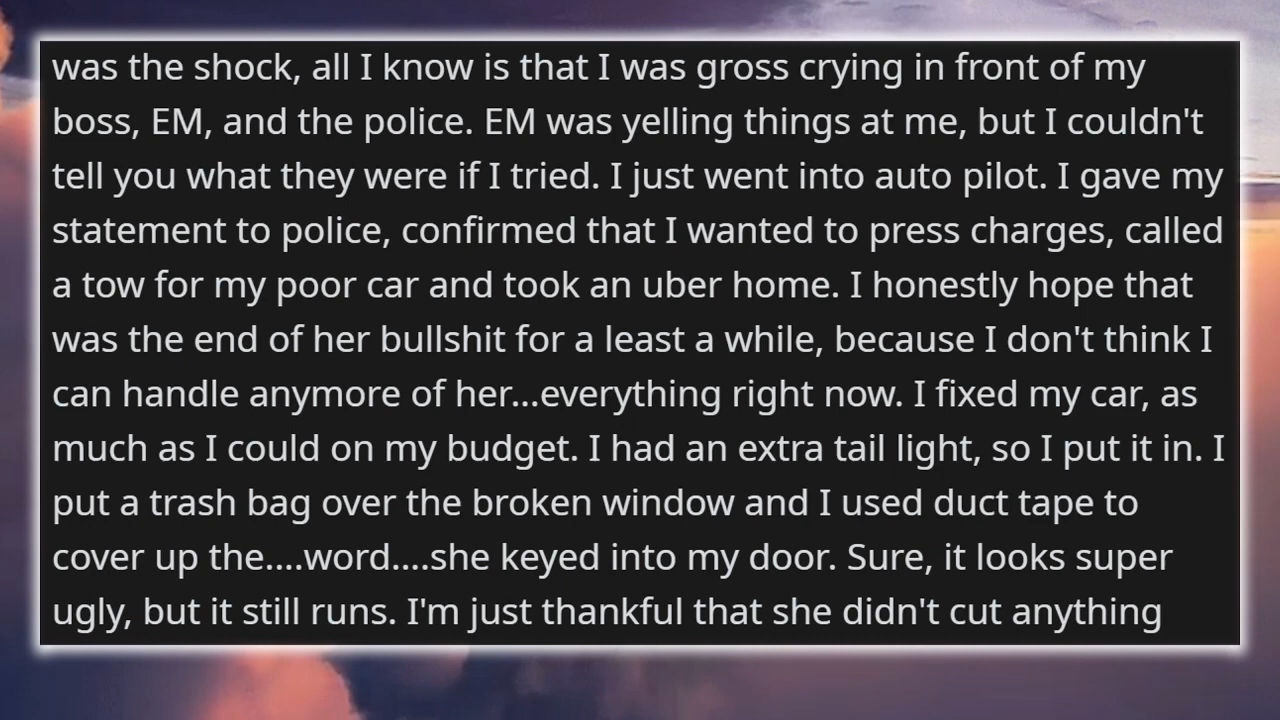 was the shock, all I know is that I was gross crying in front of my
boss, EM, and the police. EM was yelling things at me, but I couldn't
tell you what they were if I tried. I just went into auto pilot. I gave my
statement to police, confirmed that I wanted to press charges, called
a tow for my poor car and took an uber home. I honestly hope that
was the end of her bullshit for a least a while, because I don't think I
can handle anymore of her...everything right now. I fixed my car, as
much as I could on my budget. I had an extra tail light, so I put it in. I
put a trash bag over the broken window and I used duct tape to
cover up the....word....she keyed into my door. Sure, it looks super
ugly, but it still runs. I'm just thankful that she didn't cut anything